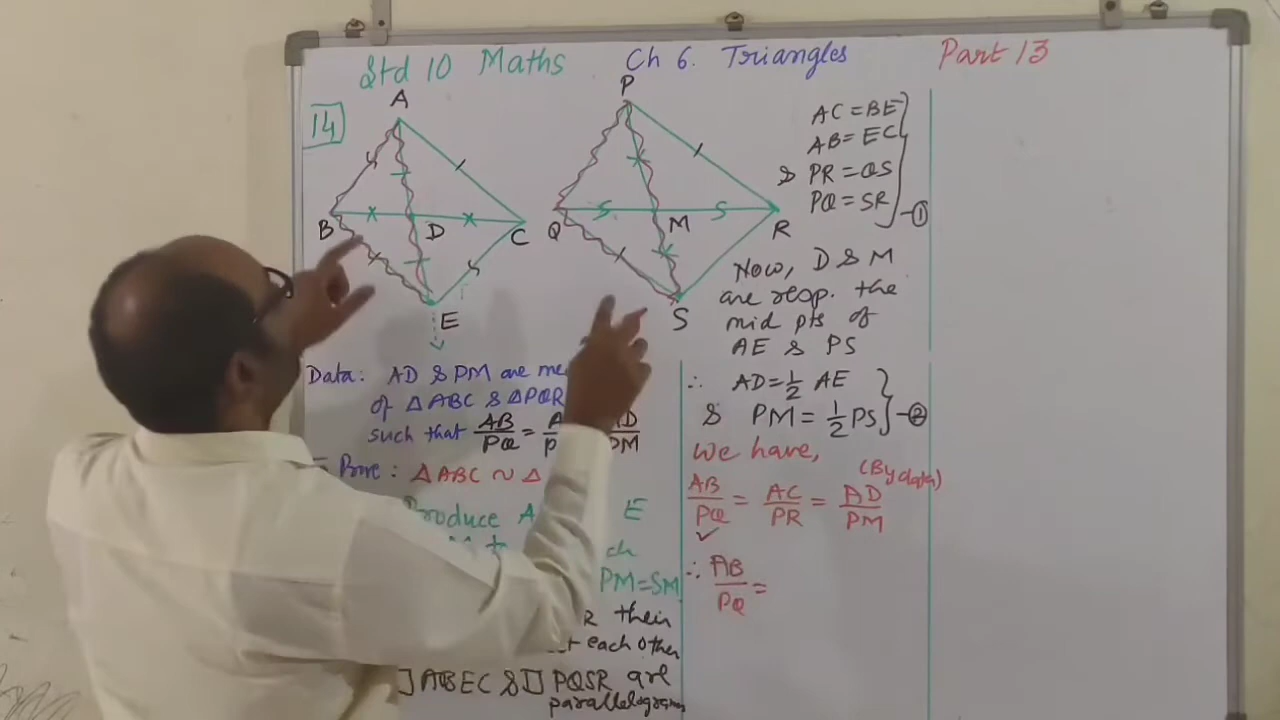 Std 10 Maths Ch 6. Triangles Part 13
14
A
B
D
C
E
P
Q
M
R
S
AC = BE
AB = EC
& PR = QS
PQ = SR
①
Now, D & M
are resp. the
mid pts of
AE & PS
∴ AD = 1/2 AE
& PM = 1/2 PS ②
We have,
(By data)
AB/PQ = AC/PR = AD/PM
✓
∴ AB/PQ =
Data: AD & PM are
of △ABC & △PQR
such that AB/PQ = AD/PM
Prove: △ABC ~ △
Produce E
PM = SM
their
each other
ABEC & PQSR are
parallelograms